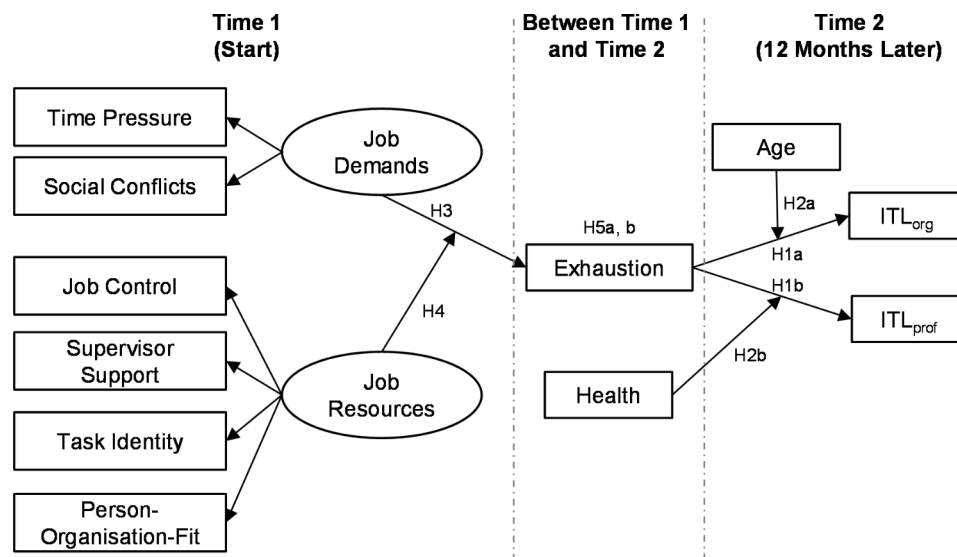 Time 1
(Start)
Between Time 1
and Time 2
Time 2
(12 Months Later)
Time Pressure
Social Conflicts
Job
Demands
H3
Job Control
Supervisor
Support
Task Identity
Person-
Organisation-Fit
H4
Job
Resources
H5a, b
Exhaustion
Health
Age
H2a
H1a
H1b
H2b
ITLorg
ITLprof